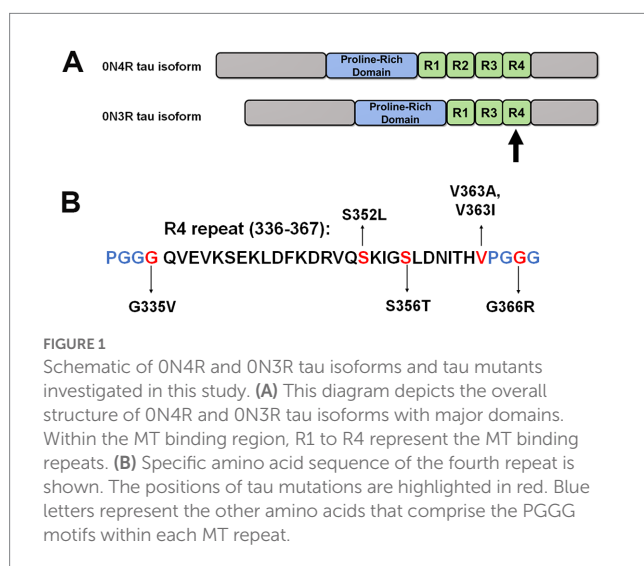 A
0N4R tau isoform
Proline-Rich
Domain
R1 R2 R3 R4
0N3R tau isoform
Proline-Rich
Domain
R1 R3 R4
B
S352L
V363A,
V363I
R4 repeat (336-367):
PGGG QVEVKSEKLDFKDRVQSKIGSLDNITHVPGGG
G335V
S356T
G366R
FIGURE 1
Schematic of 0N4R and 0N3R tau isoforms and tau mutants
investigated in this study. (A) This diagram depicts the overall
structure of 0N4R and 0N3R tau isoforms with major domains.
Within the MT binding region, R1 to R4 represent the MT binding
repeats. (B) Specific amino acid sequence of the fourth repeat is
shown. The positions of tau mutations are highlighted in red. Blue
letters represent the other amino acids that comprise the PGGG
motifs within each MT repeat.